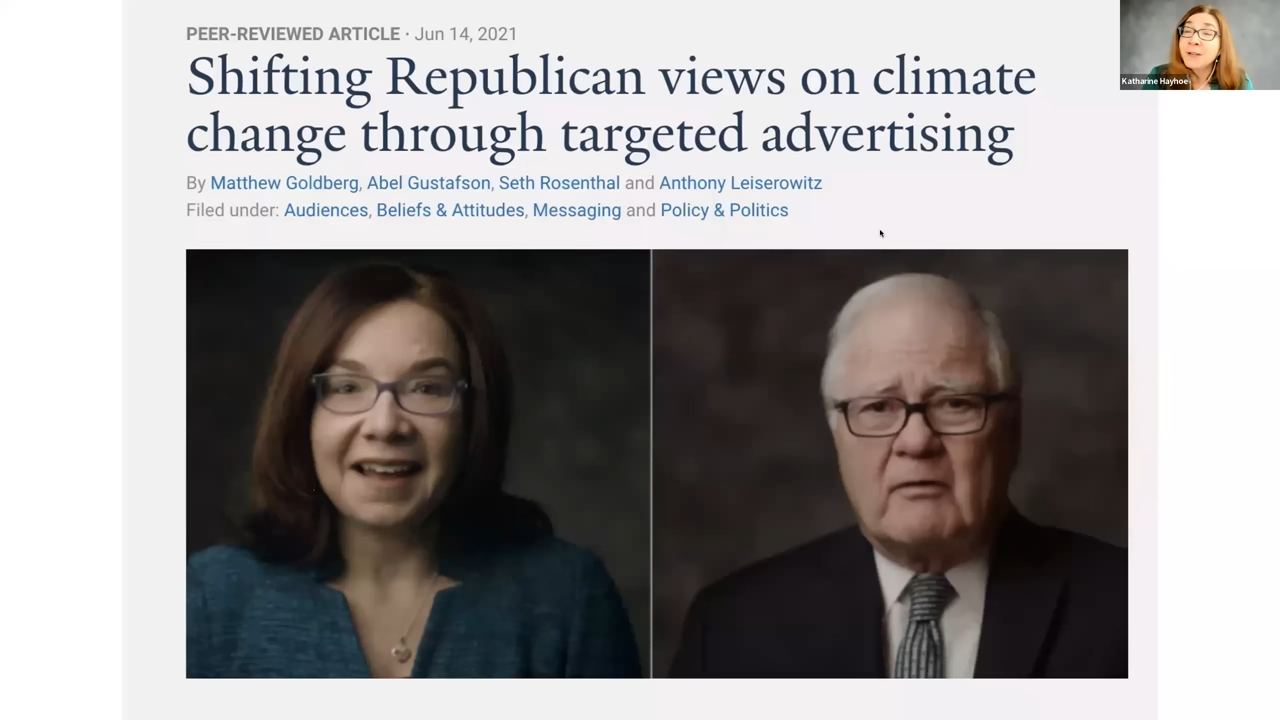 PEER-REVIEWED ARTICLE · Jun 14, 2021
Shifting Republican views on climate
change through targeted advertising
By Matthew Goldberg, Abel Gustafson, Seth Rosenthal and Anthony Leiserowitz
Filed under: Audiences, Beliefs & Attitudes, Messaging and Policy & Politics
Katharine Hayhoe